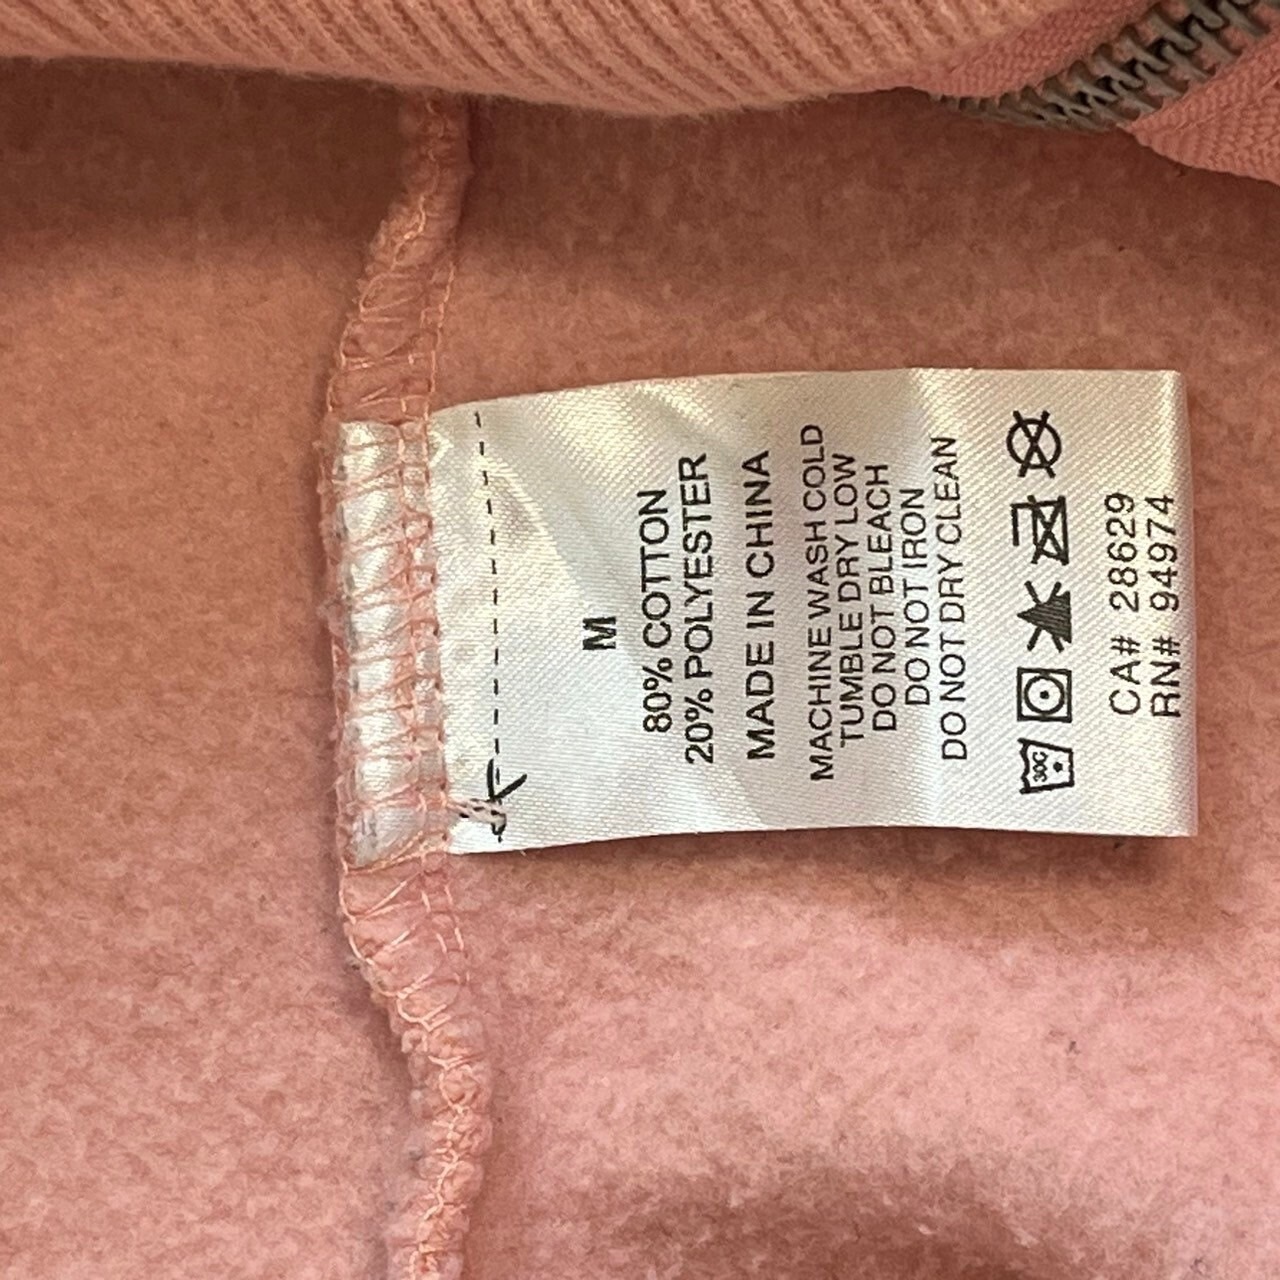 M
80% COTTON
20% POLYESTER
MADE IN CHINA
MACHINE WASH COLD
TUMBLE DRY LOW
DO NOT BLEACH
DO NOT IRON
DO NOT DRY CLEAN
30C
CA# 28629
RN# 94974